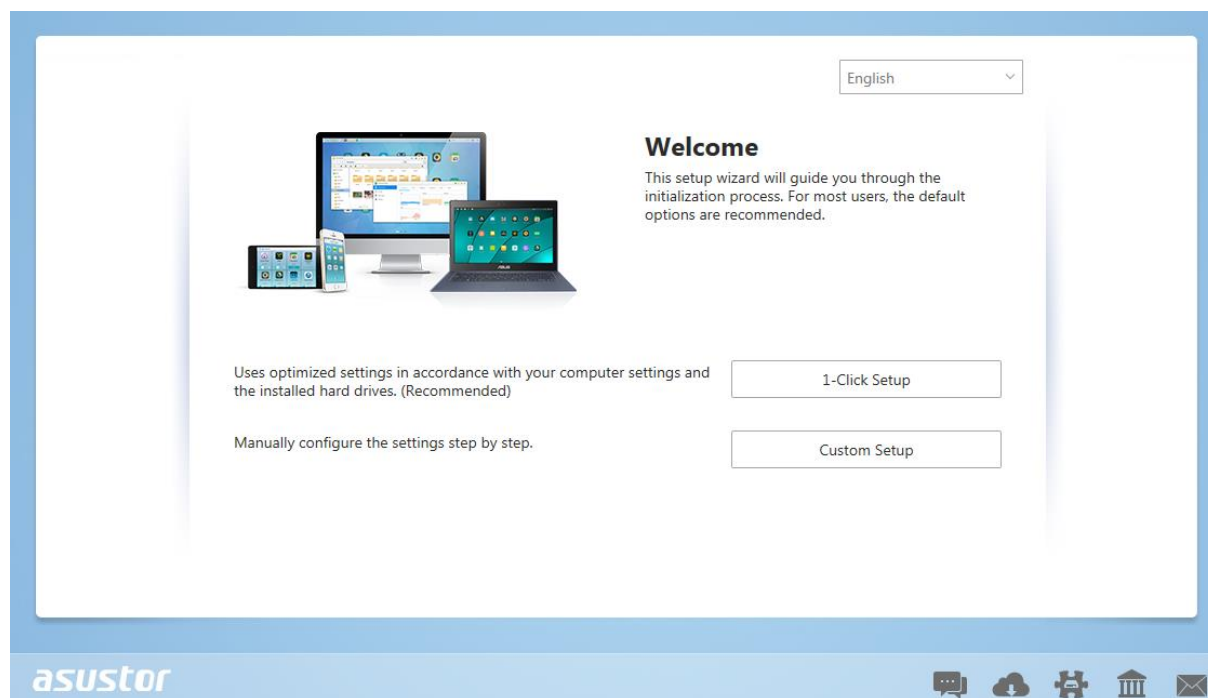 English
Welcome
This setup wizard will guide you through the
initialization process. For most users, the default
options are recommended.
Uses optimized settings in accordance with your computer settings and
the installed hard drives. (Recommended)
1-Click Setup
Manually configure the settings step by step.
Custom Setup
asustor